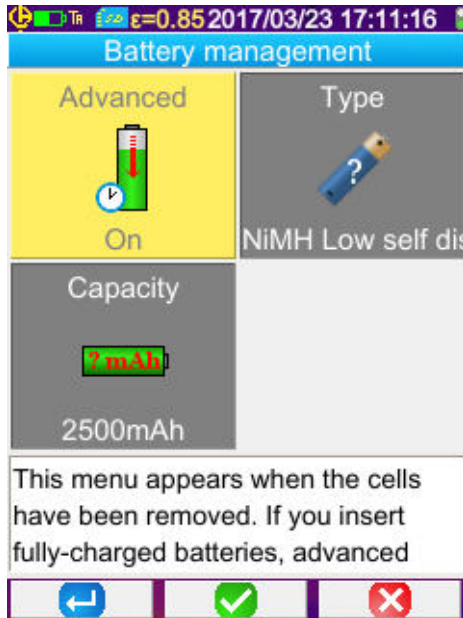 TR ε=0.85 2017/03/23 17:11:16
Battery management
Advanced
Type
?
On
NiMH Low self dis
Capacity
? mAh
2500mAh
This menu appears when the cells
have been removed. If you insert
fully-charged batteries, advanced